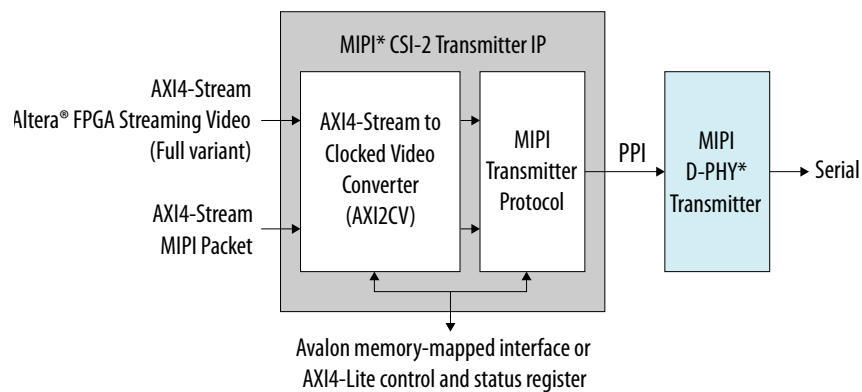 MIPI* CSI-2 Transmitter IP
AXI4-Stream
Altera® FPGA Streaming Video
(Full variant)
AXI4-Stream
MIPI Packet
AXI4-Stream to
Clocked Video
Converter
(AXI2CV)
MIPI
Transmitter
Protocol
PPI
MIPI
D-PHY*
Transmitter
Serial
Avalon memory-mapped interface or
AXI4-Lite control and status register